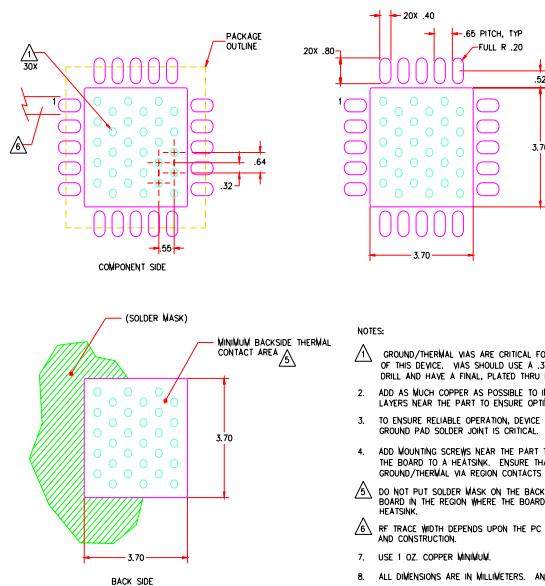 PACKAGE
OUTLINE
1
30X
1
6
.64
.32
.55
COMPONENT SIDE
20X .40
.65 PITCH, TYP
FULL R .20
20X .80
.52
1
3.70
(SOLDER MASK)
MINIMUM BACKSIDE THERMAL
CONTACT AREA 5
3.70
3.70
BACK SIDE
NOTES:
1 GROUND/THERMAL VIAS ARE CRITICAL
OF THIS DEVICE. VIAS SHOULD USE A
DRILL AND HAVE A FINAL, PLATED THRU
2. ADD AS MUCH COPPER AS POSSIBLE TO
LAYERS NEAR THE PART TO ENSURE
3. TO ENSURE RELIABLE OPERATION, DEVICE
GROUND PAD SOLDER JOINT IS CRITICAL.
4. ADD MOUNTING SCREWS NEAR THE PART
THE BOARD TO A HEATSINK. ENSURE
GROUND/THERMAL VIA REGION CONTACTS
5 DO NOT PUT SOLDER MASK ON THE
BOARD IN THE REGION WHERE THE BOARD
HEATSINK.
6 RF TRACE WIDTH DEPENDS UPON THE PC
AND CONSTRUCTION.
7. USE 1 OZ. COPPER MINIMUM.
8. ALL DIMENSIONS ARE IN MILLIMETERS.